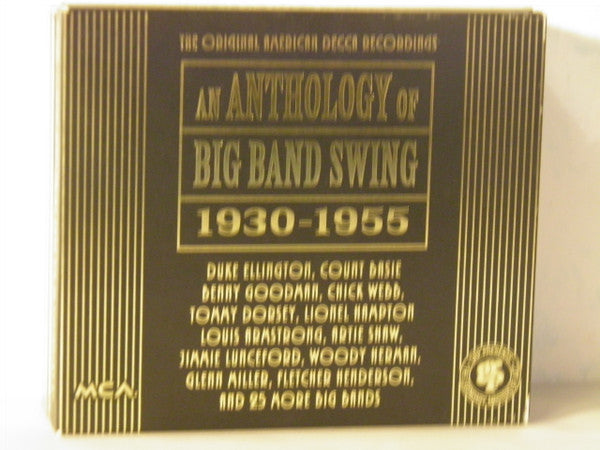 THE ORIGINAL AMERICAN DECCA RECORDINGS
AN ANTHOLOGY OF
BIG BAND SWING
1930-1955
DUKE ELLINGTON, COUNT BASIE
BENNY GOODMAN, CHICK WEBB,
TOMMY DORSEY, LIONEL HAMPTON
LOUIS ARMSTRONG, ARTIE SHAW,
JIMMIE LUNCEFORD, WOODY HERMAN,
GLENN MILLER, FLETCHER HENDERSON,
AND 25 MORE BIG BANDS
MCA